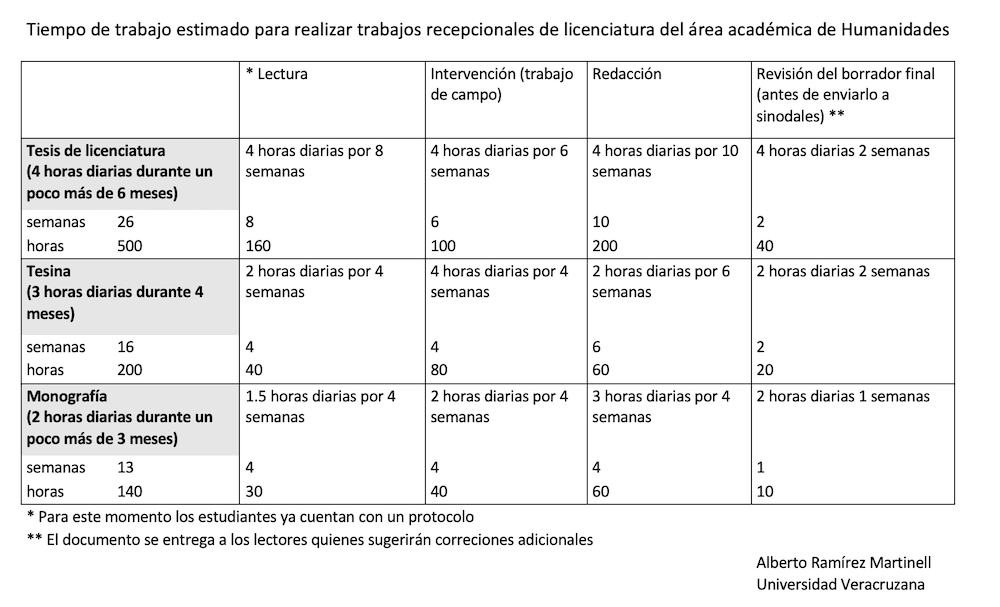 Tiempo de trabajo estimado para realizar trabajos recepcionales de licenciatura del área académica de Humanidades
* Lectura
Intervención (trabajo
de campo)
Redacción
Revisión del borrador final
(antes de enviarlo a
sinodales) **
Tesis de licenciatura
(4 horas diarias durante un
poco más de 6 meses)
4 horas diarias por 8
semanas
4 horas diarias por 6
semanas
4 horas diarias por 10
semanas
4 horas diarias 2 semanas
semanas 26 8 6 10 2
horas 500 160 100 200 40
Tesina
(3 horas diarias durante 4
meses)
2 horas diarias por 4
semanas
4 horas diarias por 4
semanas
2 horas diarias por 6
semanas
2 horas diarias 2 semanas
semanas 16 4 4 6 2
horas 200 40 80 60 20
Monografía
(2 horas diarias durante un
poco más de 3 meses)
1.5 horas diarias por 4
semanas
2 horas diarias por 4
semanas
3 horas diarias por 4
semanas
2 horas diarias 1 semanas
semanas 13 4 4 4 1
horas 140 30 40 60 10
* Para este momento los estudiantes ya cuentan con un protocolo
** El documento se entrega a los lectores quienes sugerirán correciones adicionales
Alberto Ramírez Martinell
Universidad Veracruzana